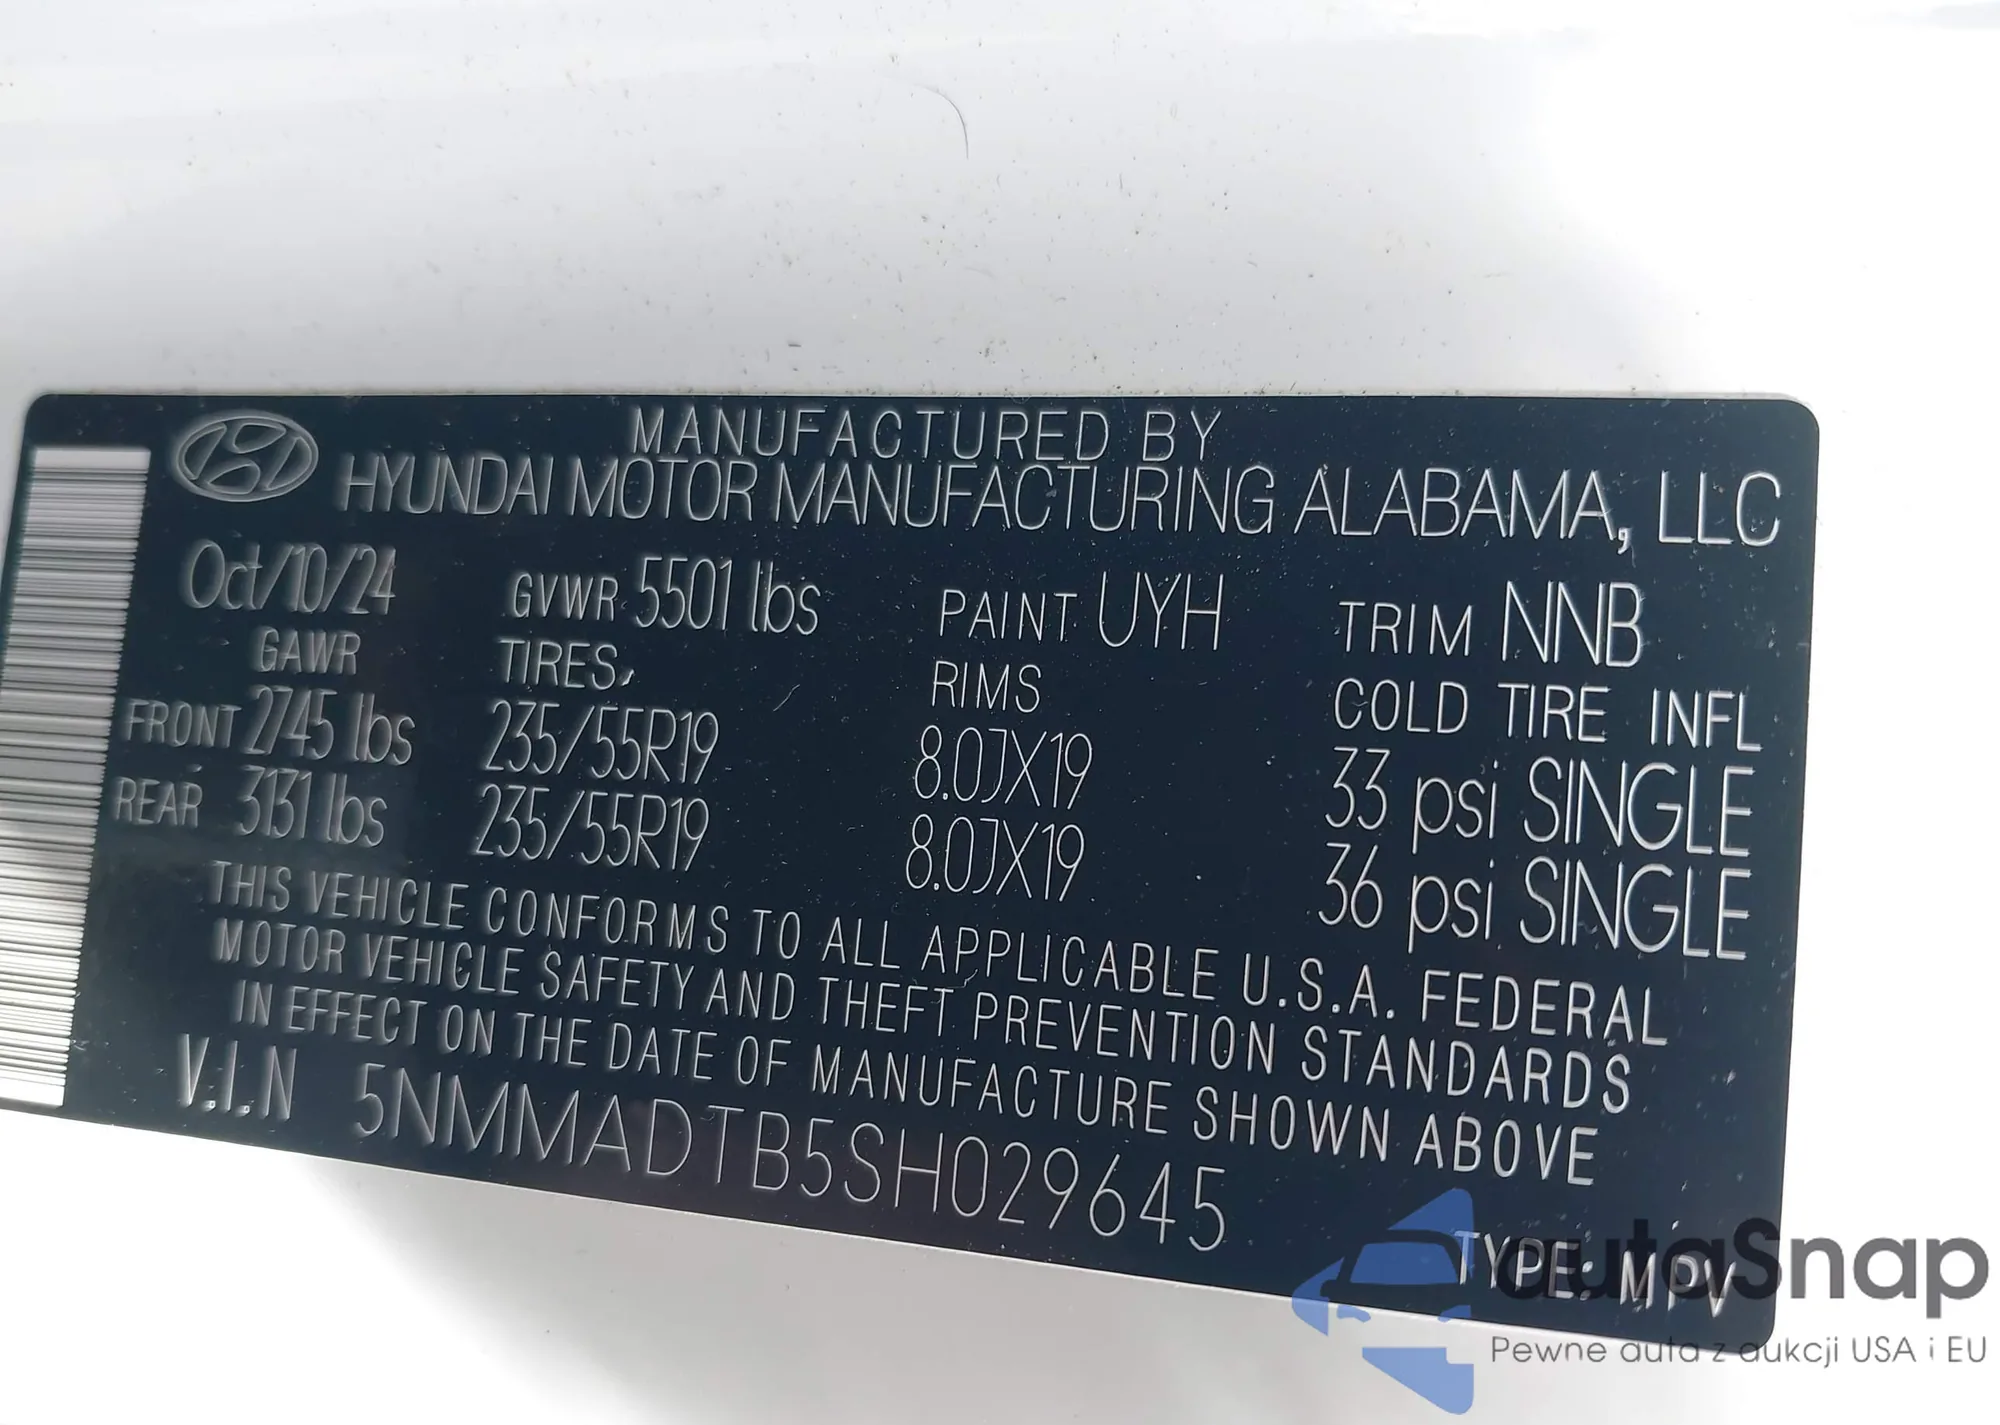 MANUFACTURED BY
HYUNDAI MOTOR MANUFACTURING ALABAMA, LLC
Oct/10/24 GVWR 5501 lbs PAINT UYH TRIM NNB
GAWR TIRES, RIMS COLD TIRE INFL
FRONT 2745 lbs 235/55R19 8.0JX19 33 psi SINGLE
REAR 3131 lbs 235/55R19 8.0JX19 36 psi SINGLE
THIS VEHICLE CONFORMS TO ALL APPLICABLE U.S.A. FEDERAL
MOTOR VEHICLE SAFETY AND THEFT PREVENTION STANDARDS
IN EFFECT ON THE DATE OF MANUFACTURE SHOWN ABOVE
V.I.N 5NMMADTB5SH029645
TYPE: MPV
autoSnap
Pewne auta z aukcji USA i EU